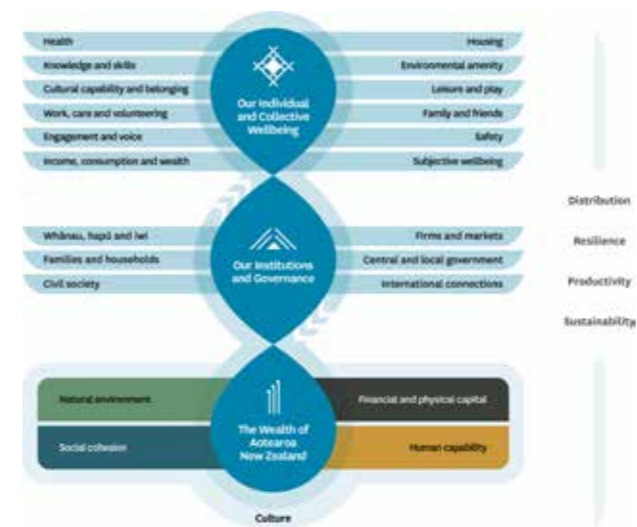 Health
Housing
Knowledge and skills
Environmental amenity
Cultural capability and belonging
Leisure and play
Our Individual
and Collective
Wellbeing
Work, care and volunteering
Family and friends
Engagement and voice
Safety
Income, consumption and wealth
Subjective wellbeing
Distribution
Resilience
Productivity
Sustainability
Whānau, hapū and iwi
Firms and markets
Families and households
Central and local government
Our Institutions
and Governance
Civil society
International connections
Natural environment
Financial and physical capital
The Wealth of
Aotearoa
New Zealand
Social cohesion
Human capability
Culture